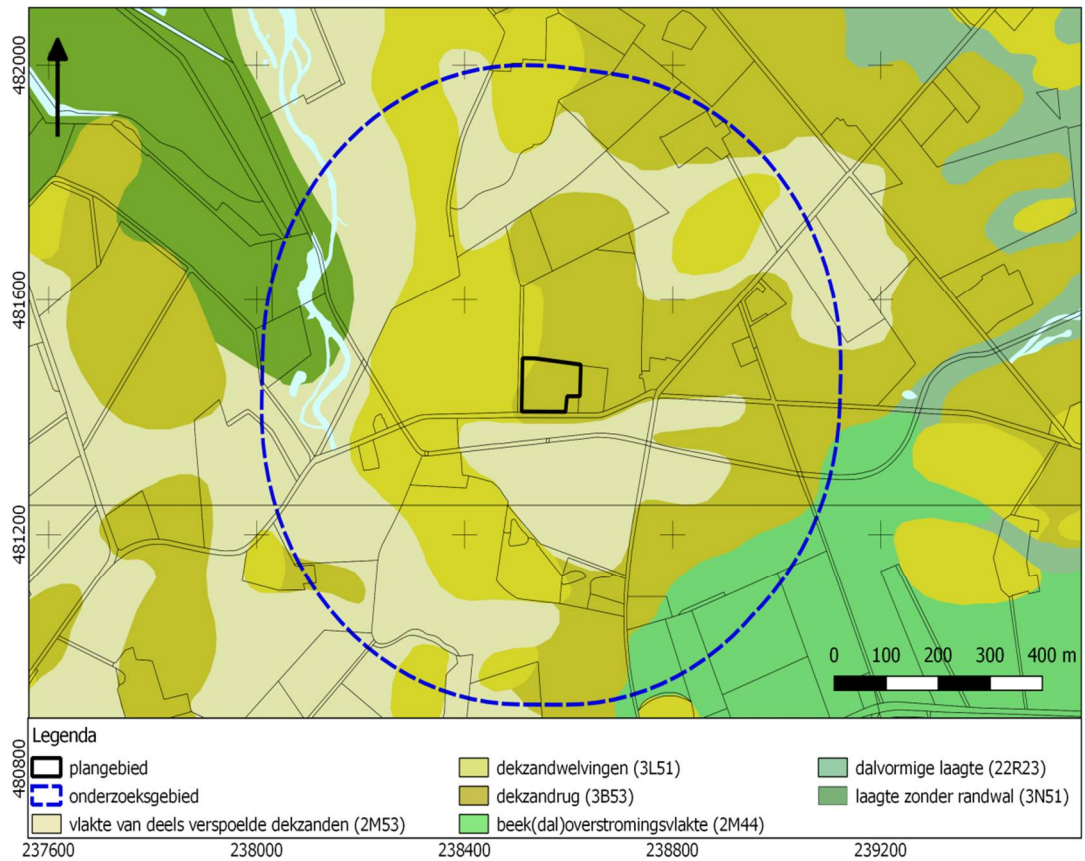 482000
481600
481200
480800
0 100 200 300 400 m
Legenda
plangebied
onderzoeksgebied
vlakte van deels verspoelde dekzanden (2M53)
dekzandwelvingen (3L51)
dekzandrug (3B53)
beek(dal)overstromingsvlakte (2M44)
dalvormige laagte (22R23)
laagte zonder randwal (3N51)
237600 238000 238400 238800 239200